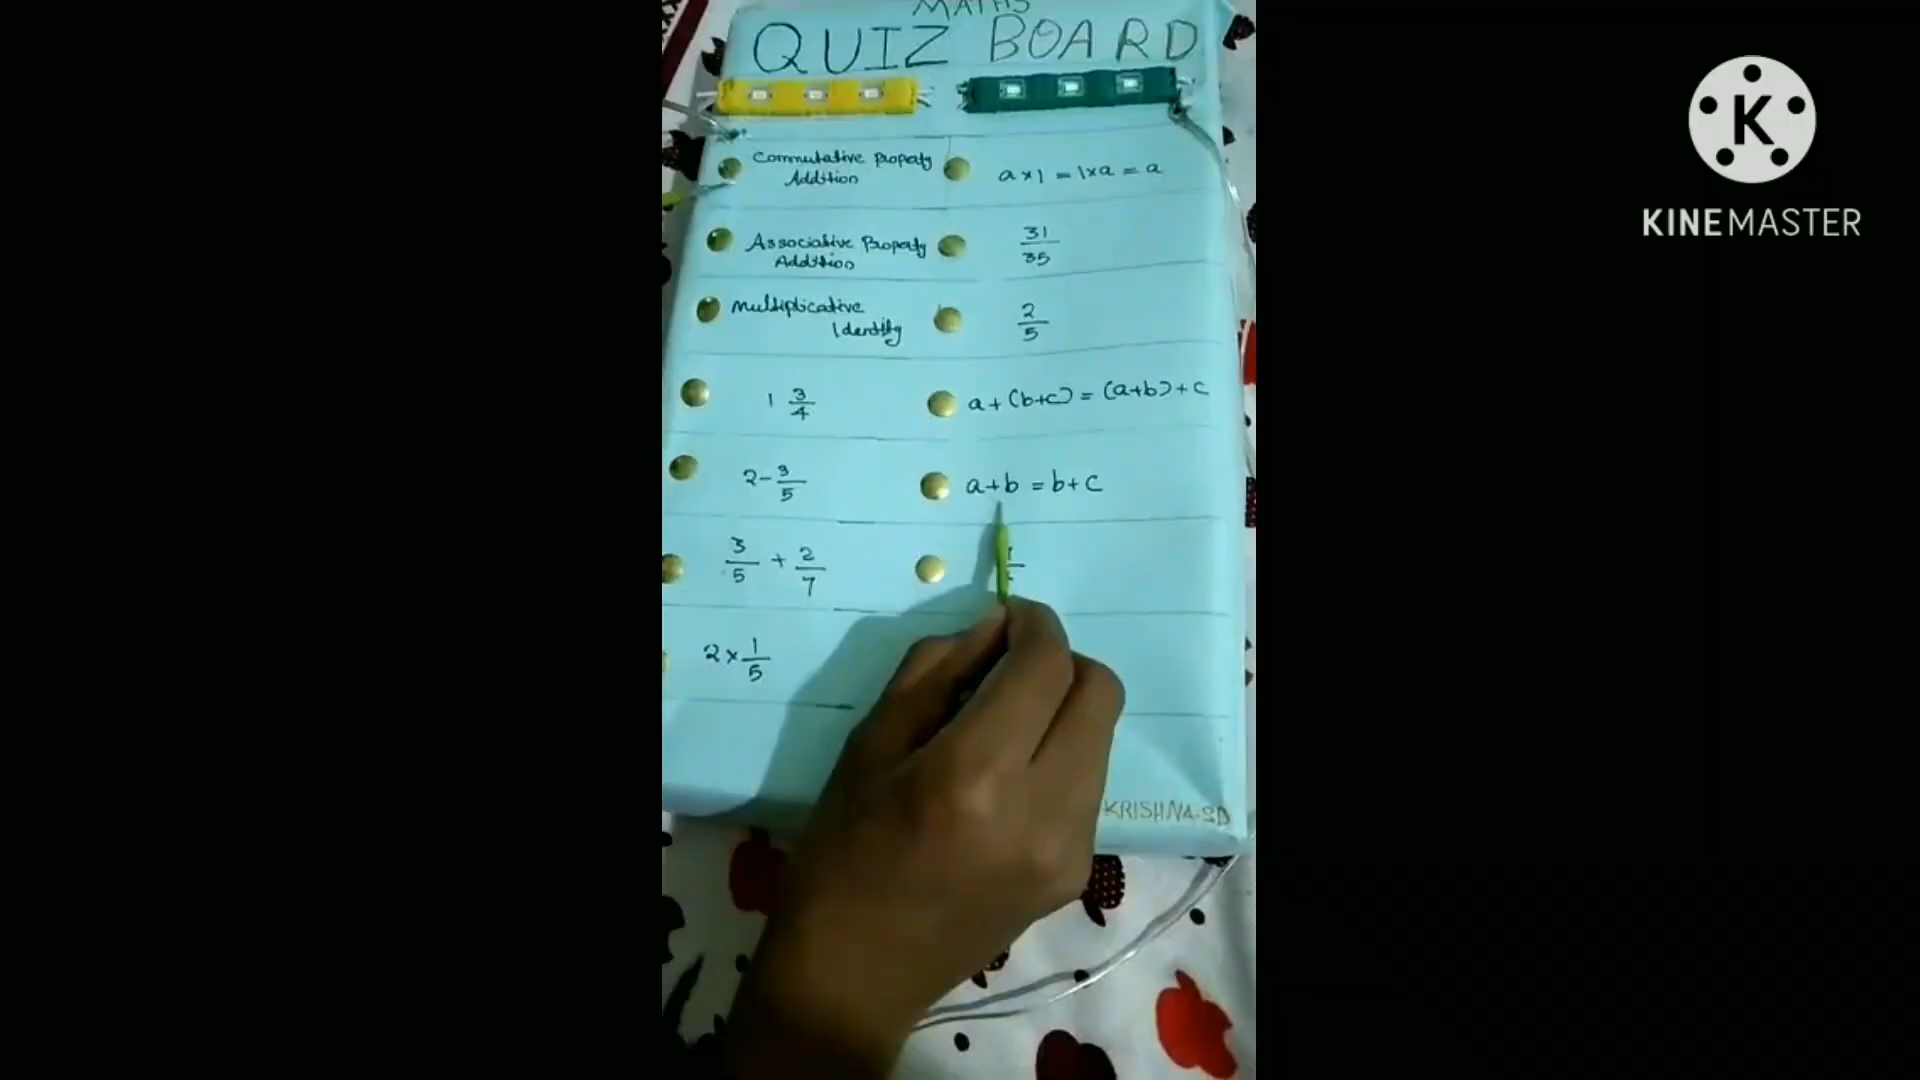 MATHS
QUIZ BOARD
Commutative Property
Addition
a×1 = 1×a = a
Associative Property
Addition
31
35
Multiplicative
Identity
2
5
1 3
4
a+(b+c) = (a+b)+c
2-3
5
a+b = b+c
3 + 2
5 7
2×1
5
KRISHNA.SD
K
KINEMASTER